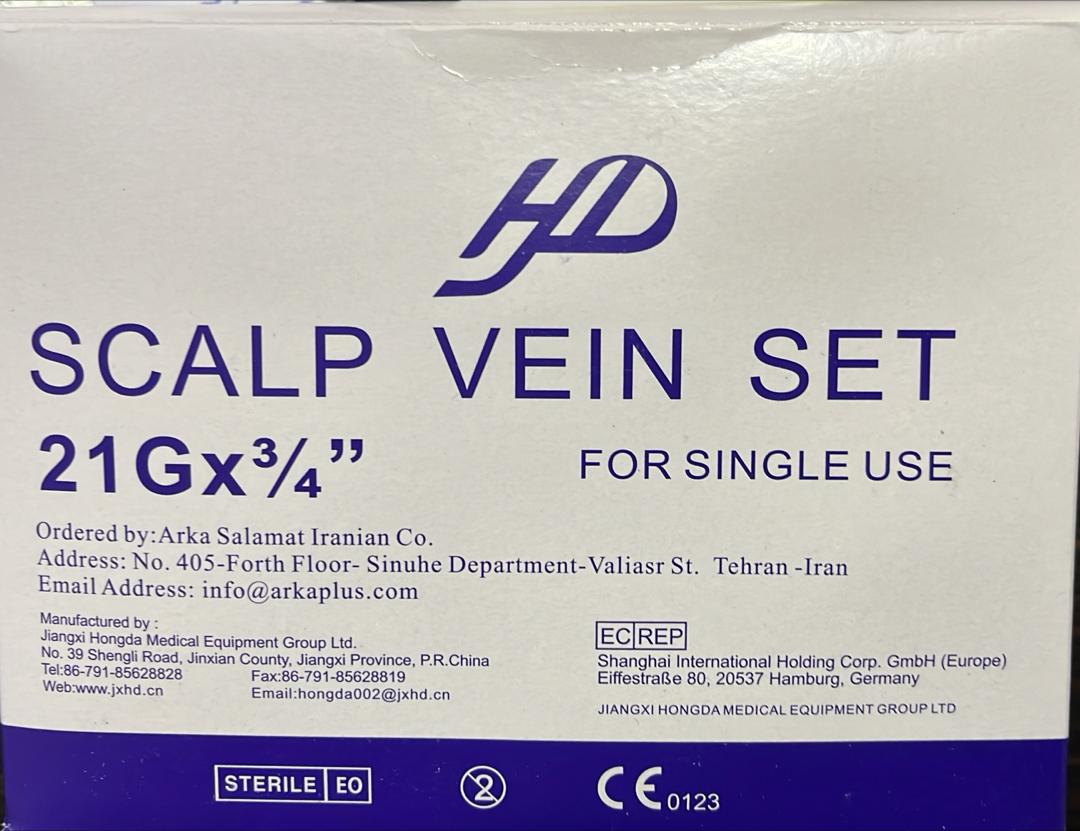 HD
SCALP VEIN SET
21Gx¾”
FOR SINGLE USE
Ordered by:Arka Salamat Iranian Co.
Address: No. 405-Forth Floor- Sinuhe Department-Valiasr St. Tehran -Iran
Email Address: info@arkaplus.com
Manufactured by :
Jiangxi Hongda Medical Equipment Group Ltd.
No. 39 Shengli Road, Jinxian County, Jiangxi Province, P.R.China
Tel:86-791-85628828 Fax:86-791-85628819
Web:www.jxhd.cn Email:hongda002@jxhd.cn
EC REP
Shanghai International Holding Corp. GmbH (Europe)
Eiffestraße 80, 20537 Hamburg, Germany
JIANGXI HONGDA MEDICAL EQUIPMENT GROUP LTD
STERILE EO
2
CE 0123